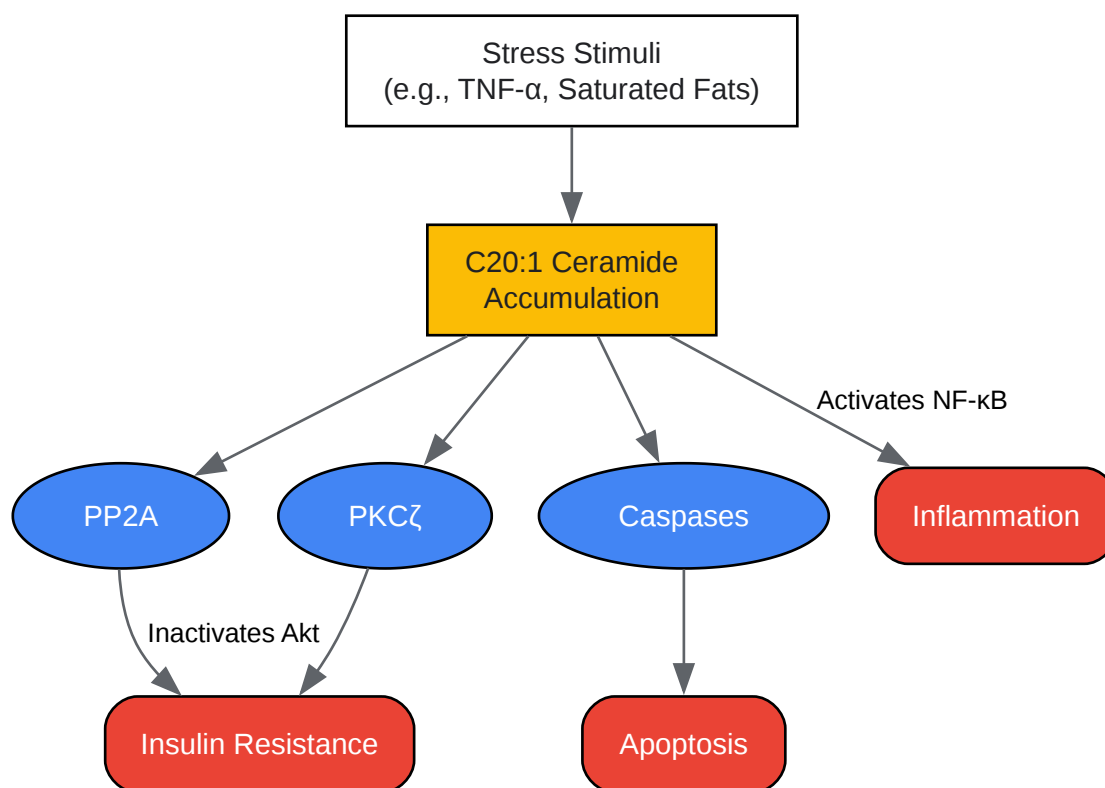 Stress Stimuli
(e.g., TNF-α, Saturated Fats)
C20:1 Ceramide
Accumulation
Activates NF-κB
PP2A
PKCζ
Caspases
Inflammation
Inactivates Akt
Insulin Resistance
Apoptosis